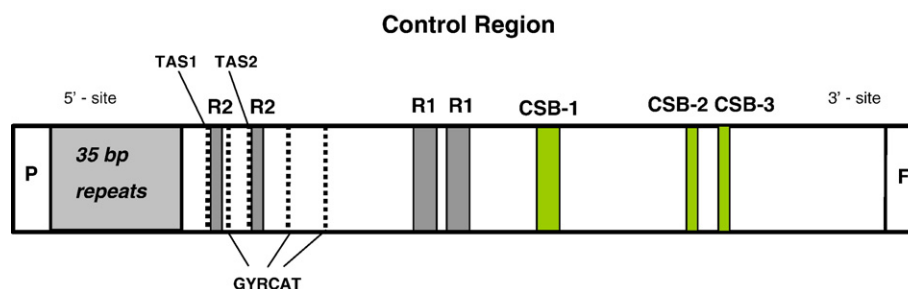 Control Region
TAS1 TAS2
5' - site R2 R2 R1 R1 CSB-1 CSB-2 CSB-3 3' - site
P 35 bp repeats F
GYRCAT